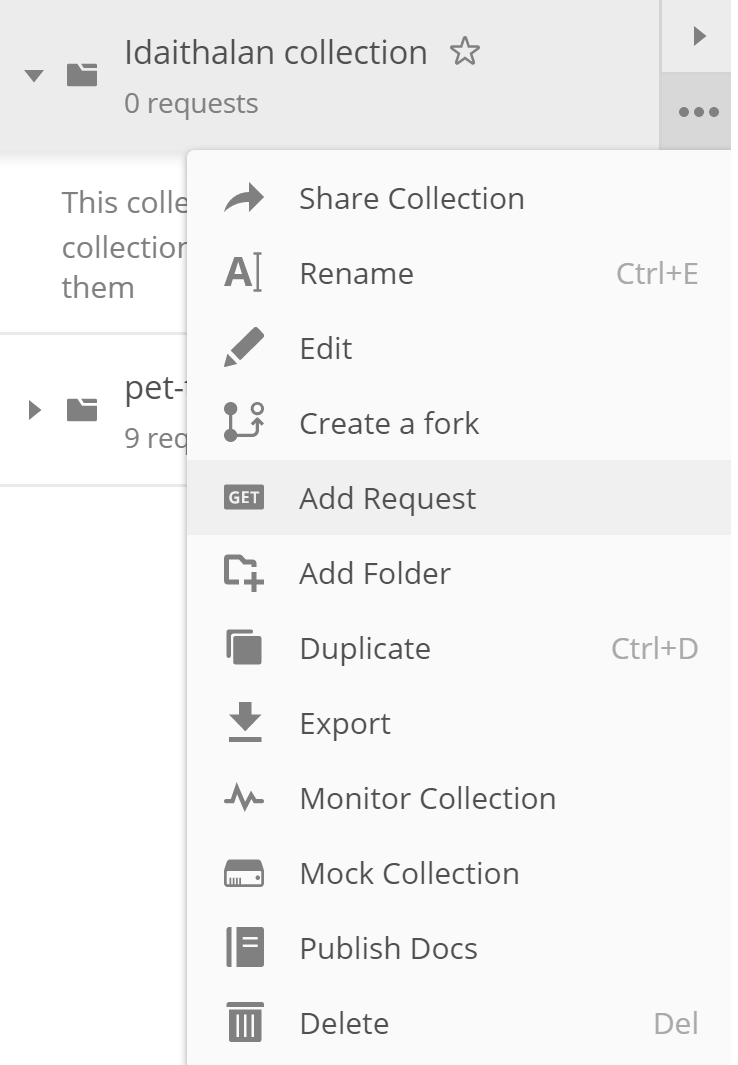 Idaithalan collection
0 requests
This colle
collection
them
pet-
9 req
Share Collection
Rename Ctrl+E
Edit
Create a fork
GET Add Request
Add Folder
Duplicate Ctrl+D
Export
Monitor Collection
Mock Collection
Publish Docs
Delete Del